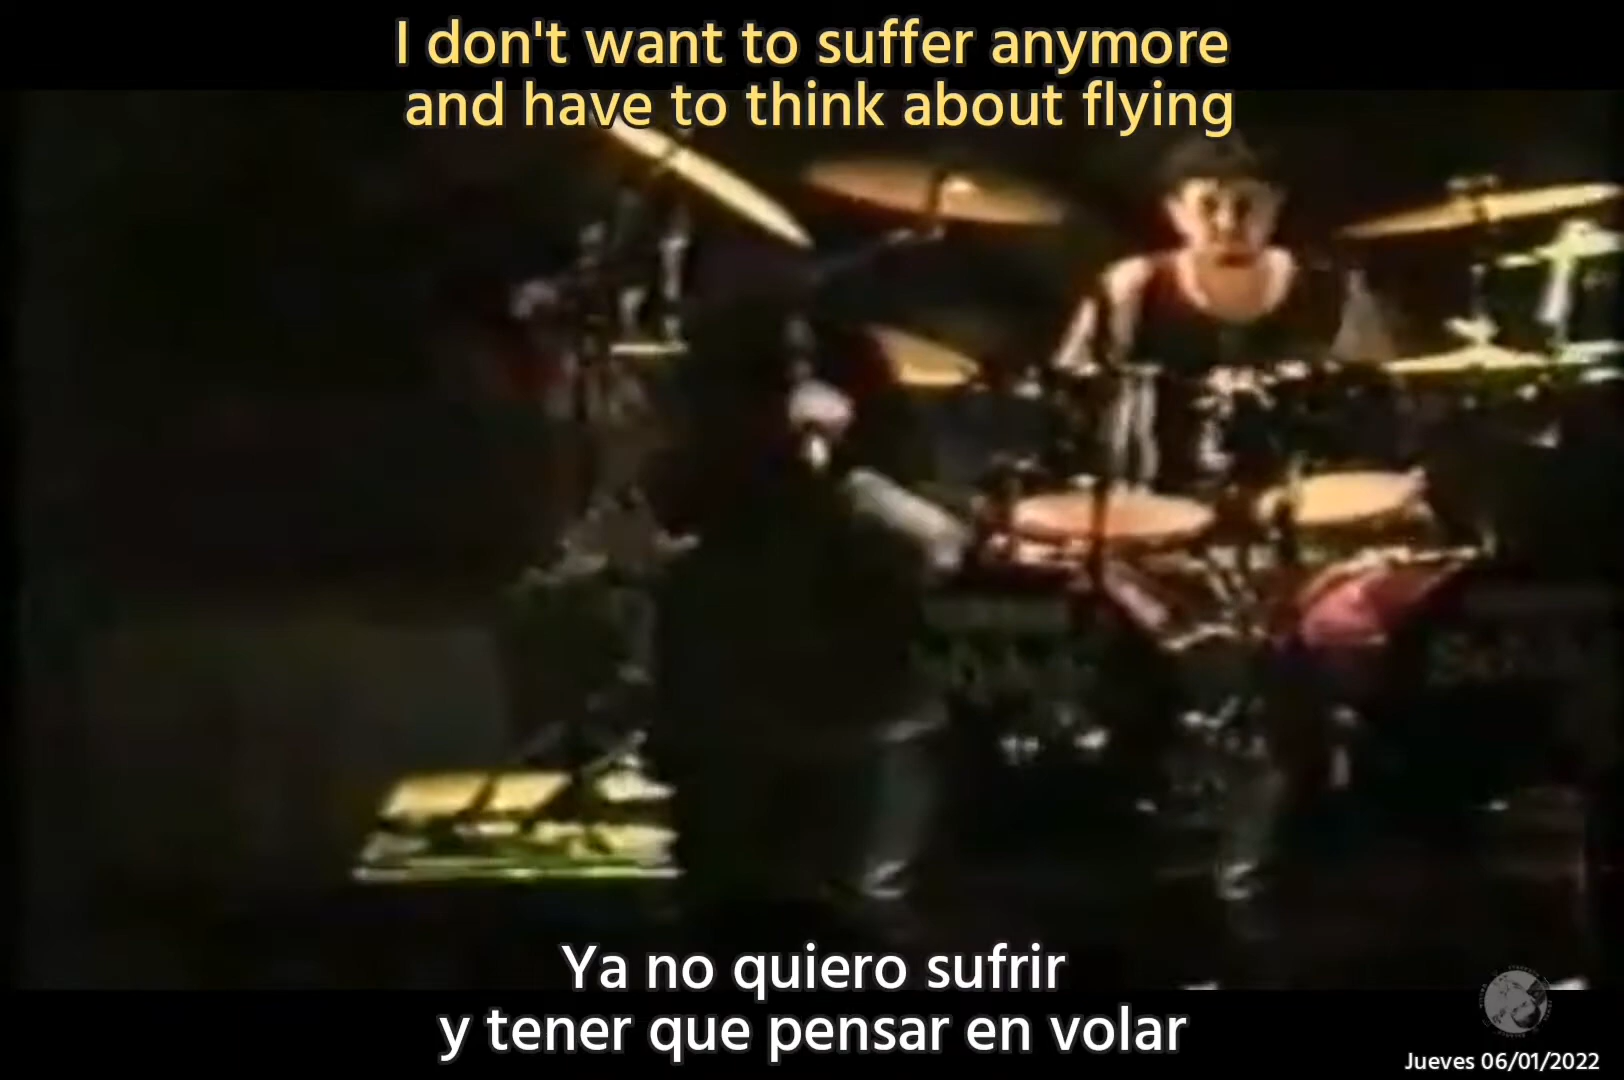 I don't want to suffer anymore
and have to think about flying
Ya no quiero sufrir
y tener que pensar en volar
Jueves 06/01/2022